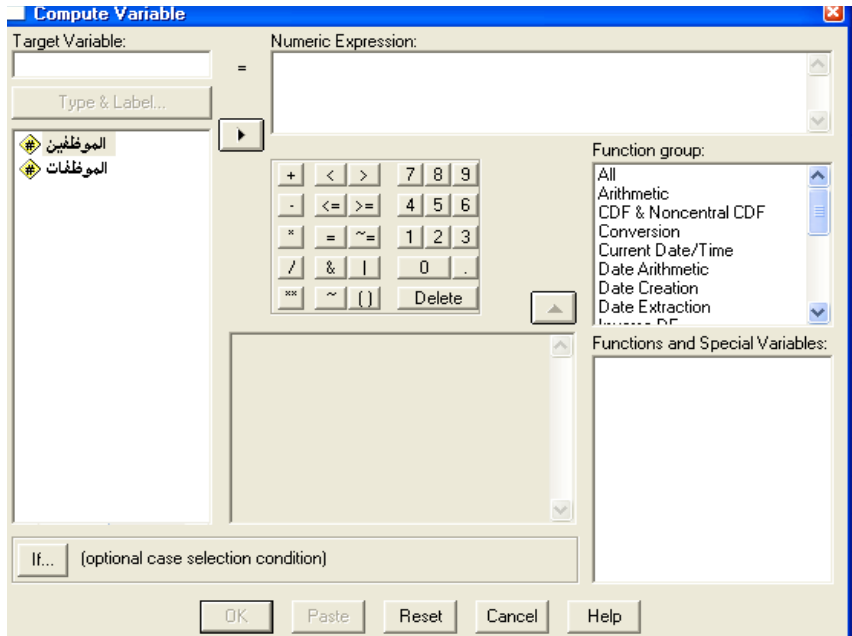 Compute Variable
Target Variable:
=
Numeric Expression:
Type & Label...
الموظفين
الموظفات
+ < > 7 8 9
- <= >= 4 5 6
* = ~= 1 2 3
/ & | 0 .
** ~ ( ) Delete
Function group:
All
Arithmetic
CDF & Noncentral CDF
Conversion
Current Date/Time
Date Arithmetic
Date Creation
Date Extraction
Inverse DF
Functions and Special Variables:
If... (optional case selection condition)
OK Paste Reset Cancel Help